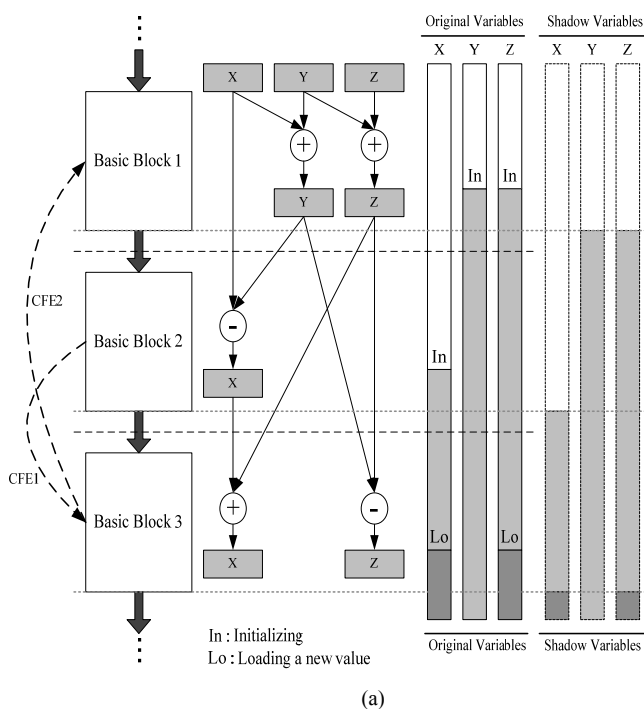 Original Variables
Shadow Variables
X Y Z
X Y Z
X Y Z
Basic Block 1
+ +
In In
Y Z
CFE2
Basic Block 2
-
In
X
CFE1
Basic Block 3
+ -
Lo Lo
X Z
In : Initializing
Lo : Loading a new value
Original Variables
Shadow Variables
(a)